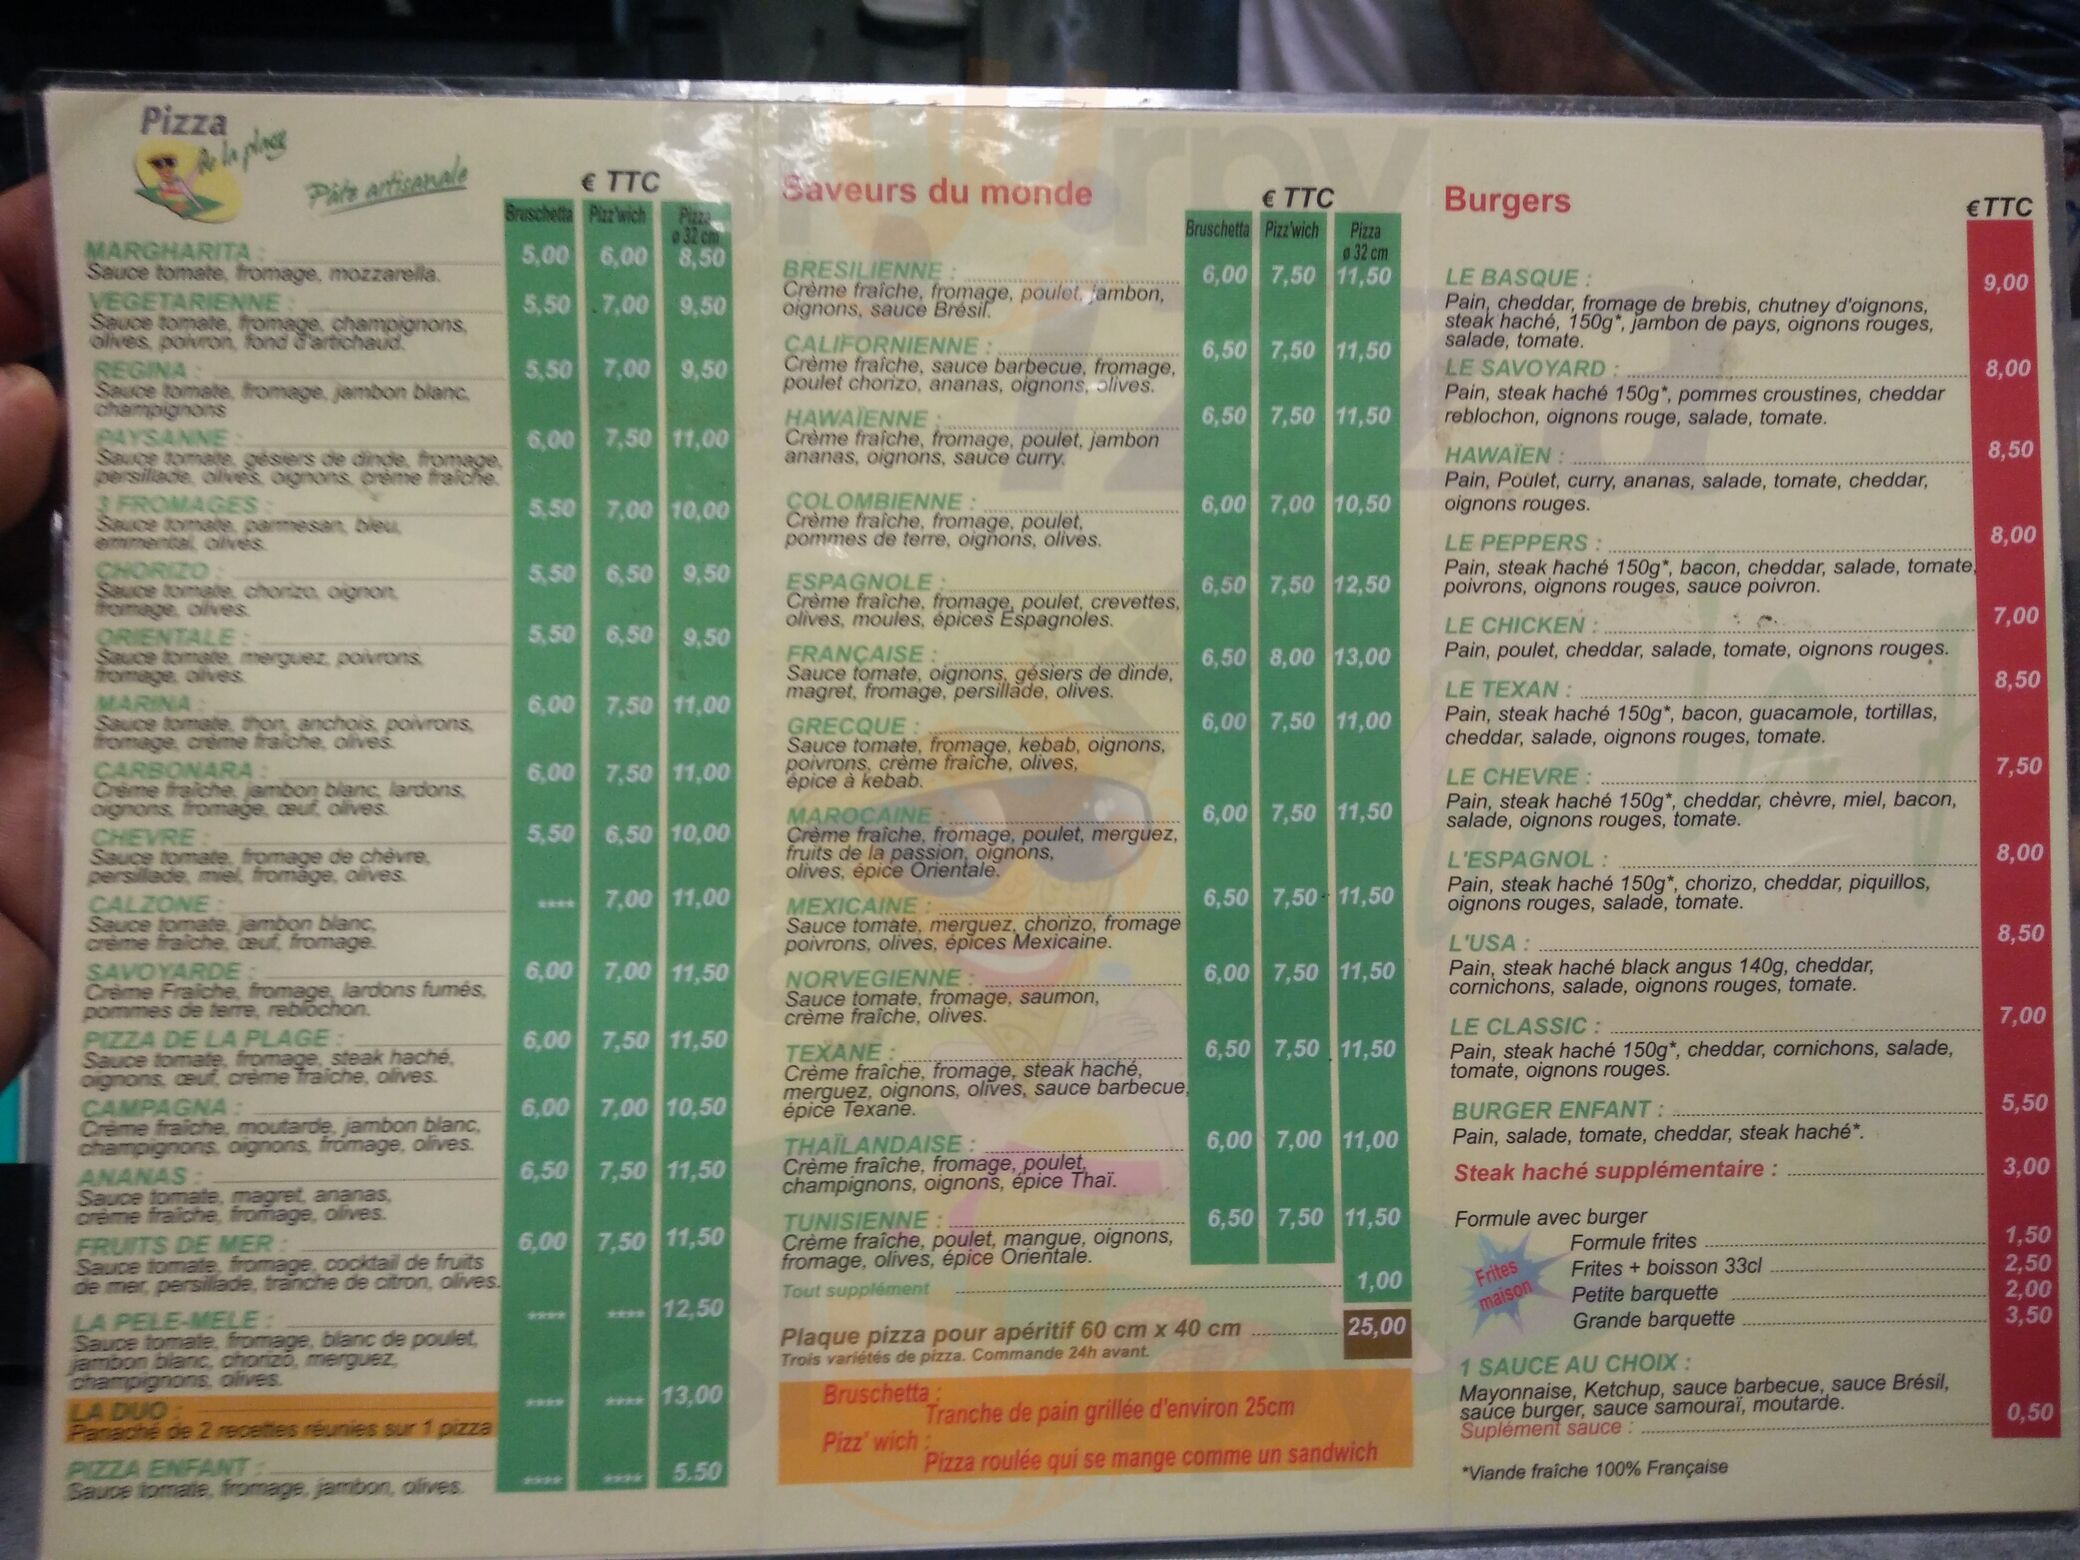 Pizza
de la plage
Pâte artisanale
€ TTC
Bruschetta Pizz'wich Pizza
ø 32 cm
MARGHARITA : 5,00 6,00 8,50
Sauce tomate, fromage, mozzarella.
VEGETARIENNE : 5,50 7,00 9,50
Sauce tomate, fromage, champignons,
olives, poivron, fond d'artichaud.
REGINA : 5,50 7,00 9,50
Sauce tomate, fromage, jambon blanc,
champignons
PAYSANNE : 6,00 7,50 11,00
Sauce tomate, gésiers de dinde, fromage,
persillade, olives, oignons, crème fraîche.
3 FROMAGES : 5,50 7,00 10,00
Sauce tomate, parmesan, bleu,
emmental, olives.
CHORIZO : 5,50 6,50 9,50
Sauce tomate, chorizo, oignon,
fromage, olives.
ORIENTALE : 5,50 6,50 9,50
Sauce tomate, merguez, poivrons,
fromage, olives.
MARINA : 6,00 7,50 11,00
Sauce tomate, thon, anchois, poivrons,
fromage, crème fraîche, olives.
CARBONARA : 6,00 7,50 11,00
Crème fraîche, jambon blanc, lardons,
oignons, fromage, œuf, olives.
CHEVRE : 5,50 6,50 10,00
Sauce tomate, fromage de chèvre,
persillade, miel, fromage, olives.
CALZONE : **** 7,00 11,00
Sauce tomate, jambon blanc,
crème fraîche, œuf, fromage.
SAVOYARDE : 6,00 7,00 11,50
Crème Fraîche, fromage, lardons fumés,
pommes de terre, reblochon.
PIZZA DE LA PLAGE : 6,00 7,50 11,50
Sauce tomate, fromage, steak haché,
oignons, œuf, crème fraîche, olives.
CAMPAGNA : 6,00 7,00 10,50
Crème fraîche, moutarde, jambon blanc,
champignons, oignons, fromage, olives.
ANANAS : 6,50 7,50 11,50
Sauce tomate, magret, ananas,
crème fraîche, fromage, olives.
FRUITS DE MER : 6,00 7,50 11,50
Sauce tomate, fromage, cocktail de fruits
de mer, persillade, tranche de citron, olives.
LA PELE-MELE : **** **** 12,50
Sauce tomate, fromage, blanc de poulet,
jambon blanc, chorizo, merguez,
champignons, olives.
LA DUO : **** **** 13,00
Panaché de 2 recettes réunies sur 1 pizza
PIZZA ENFANT : **** **** 5.50
Sauce tomate, fromage, jambon, olives.
Saveurs du monde
€ TTC
Bruschetta Pizz'wich Pizza
ø 32 cm
BRESILIENNE : 6,00 7,50 11,50
Crème fraîche, fromage, poulet, jambon,
oignons, sauce Brésil.
CALIFORNIENNE : 6,50 7,50 11,50
Crème fraîche, sauce barbecue, fromage,
poulet chorizo, ananas, oignons, olives.
HAWAÏENNE : 6,50 7,50 11,50
Crème fraîche, fromage, poulet, jambon
ananas, oignons, sauce curry.
COLOMBIENNE : 6,00 7,00 10,50
Crème fraîche, fromage, poulet,
pommes de terre, oignons, olives.
ESPAGNOLE : 6,50 7,50 12,50
Crème fraîche, fromage, poulet, crevettes,
olives, moules, épices Espagnoles.
FRANÇAISE : 6,50 8,00 13,00
Sauce tomate, oignons, gésiers de dinde,
magret, fromage, persillade, olives.
GRECQUE : 6,00 7,50 11,00
Sauce tomate, fromage, kebab, oignons,
poivrons, crème fraîche, olives,
épice à kebab.
MAROCAINE : 6,00 7,50 11,50
Crème fraîche, fromage, poulet, merguez,
fruits de la passion, oignons,
olives, épice Orientale.
MEXICAINE : 6,50 7,50 11,50
Sauce tomate, merguez, chorizo, fromage
poivrons, olives, épices Mexicaine.
NORVEGIENNE : 6,00 7,50 11,50
Sauce tomate, fromage, saumon,
crème fraîche, olives.
TEXANE : 6,50 7,50 11,50
Crème fraîche, fromage, steak haché,
merguez, oignons, olives, sauce barbecue,
épice Texane.
THAÏLANDAISE : 6,00 7,00 11,00
Crème fraîche, fromage, poulet,
champignons, oignons, épice Thaï.
TUNISIENNE : 6,50 7,50 11,50
Crème fraîche, poulet, mangue, oignons,
fromage, olives, épice Orientale.
Tout supplément 1,00
Plaque pizza pour apéritif 60 cm x 40 cm 25,00
Trois variétés de pizza. Commande 24h avant.
Bruschetta :
Tranche de pain grillée d'environ 25cm
Pizz' wich :
Pizza roulée qui se mange comme un sandwich
Burgers
€ TTC
LE BASQUE : 9,00
Pain, cheddar, fromage de brebis, chutney d'oignons,
steak haché, 150g*, jambon de pays, oignons rouges,
salade, tomate.
LE SAVOYARD : 8,00
Pain, steak haché 150g*, pommes croustines, cheddar
reblochon, oignons rouge, salade, tomate.
HAWAÏEN : 8,50
Pain, Poulet, curry, ananas, salade, tomate, cheddar,
oignons rouges.
LE PEPPERS : 8,00
Pain, steak haché 150g*, bacon, cheddar, salade, tomate,
poivrons, oignons rouges, sauce poivron.
LE CHICKEN : 7,00
Pain, poulet, cheddar, salade, tomate, oignons rouges.
LE TEXAN : 8,50
Pain, steak haché 150g*, bacon, guacamole, tortillas,
cheddar, salade, oignons rouges, tomate.
LE CHEVRE : 7,50
Pain, steak haché 150g*, cheddar, chèvre, miel, bacon,
salade, oignons rouges, tomate.
L'ESPAGNOL : 8,00
Pain, steak haché 150g*, chorizo, cheddar, piquillos,
oignons rouges, salade, tomate.
L'USA : 8,50
Pain, steak haché black angus 140g, cheddar,
cornichons, salade, oignons rouges, tomate.
LE CLASSIC : 7,00
Pain, steak haché 150g*, cheddar, cornichons, salade,
tomate, oignons rouges.
BURGER ENFANT : 5,50
Pain, salade, tomate, cheddar, steak haché*.
Steak haché supplémentaire : 3,00
Formule avec burger
Formule frites 1,50
Frites + boisson 33cl 2,50
Petite barquette 2,00
Grande barquette 3,50
Frites
maison
1 SAUCE AU CHOIX :
Mayonnaise, Ketchup, sauce barbecue, sauce Brésil,
sauce burger, sauce samouraï, moutarde.
Suplément sauce : 0,50
*Viande fraîche 100% Française